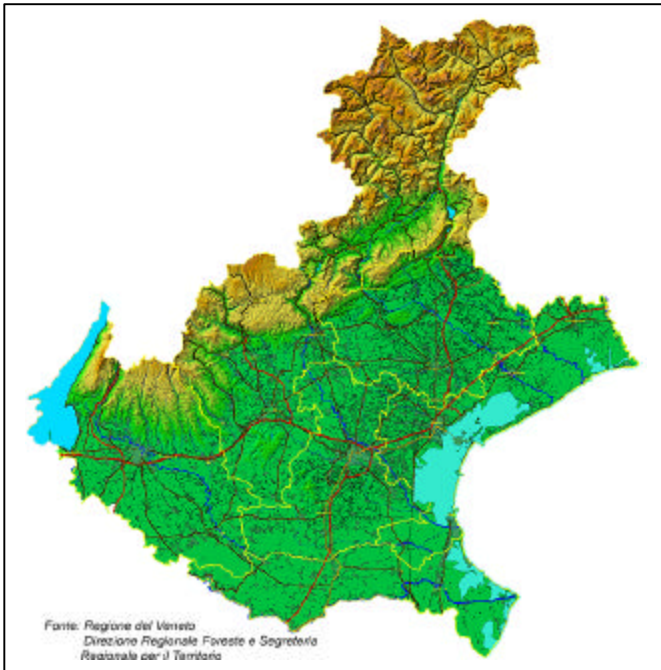 Fonte: Regione del Veneto
Direzione Regionale Foreste e Segreteria
Regionale per il Territorio